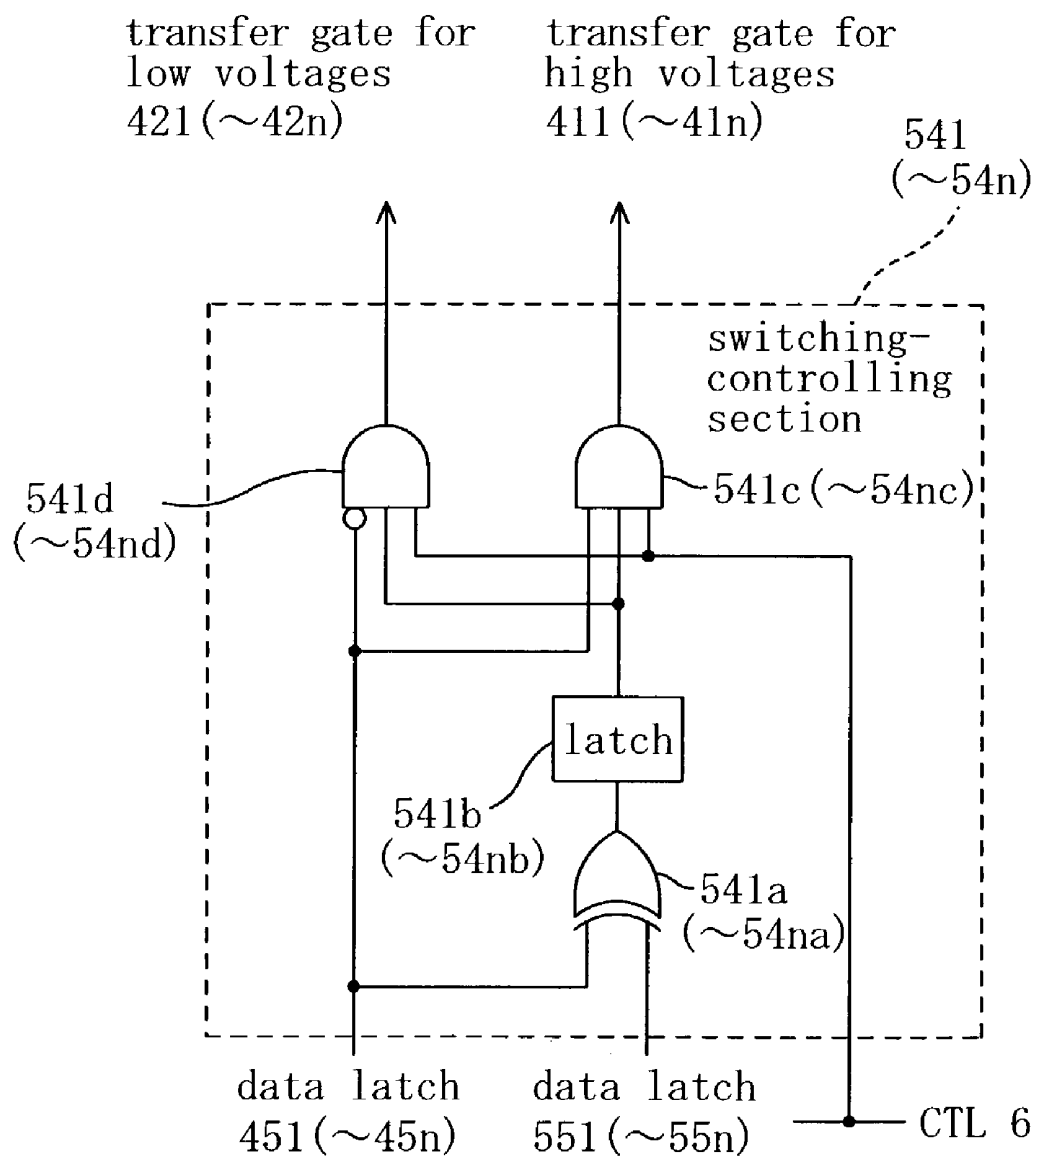 transfer gate for
low voltages
421(～42n)
transfer gate for
high voltages
411(～41n)
541
(～54n)
switching-
controlling
section
541d
(～54nd)
541c(～54nc)
latch
541b
(～54nb)
541a
(～54na)
data latch
451(～45n)
data latch
551(～55n)
CTL 6